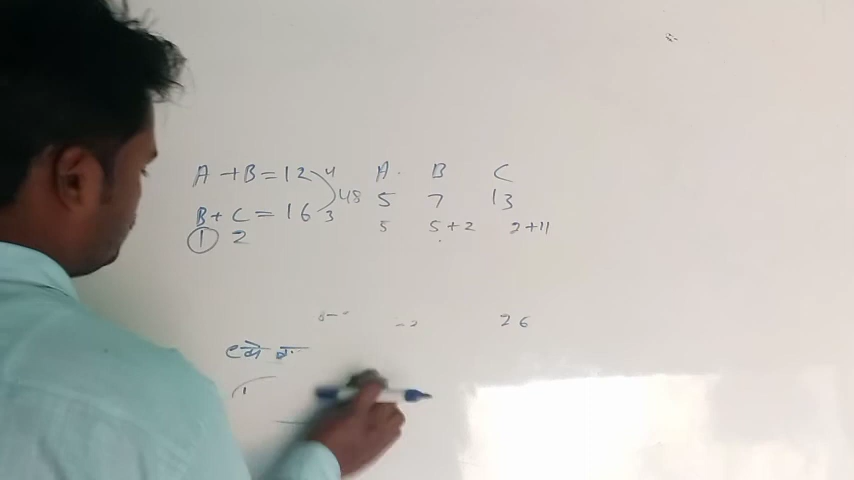 A + B = 12 4 A. B C
48 5 7 13
B + C = 16 3
1 2 5 5 + 2 2 + 11
26